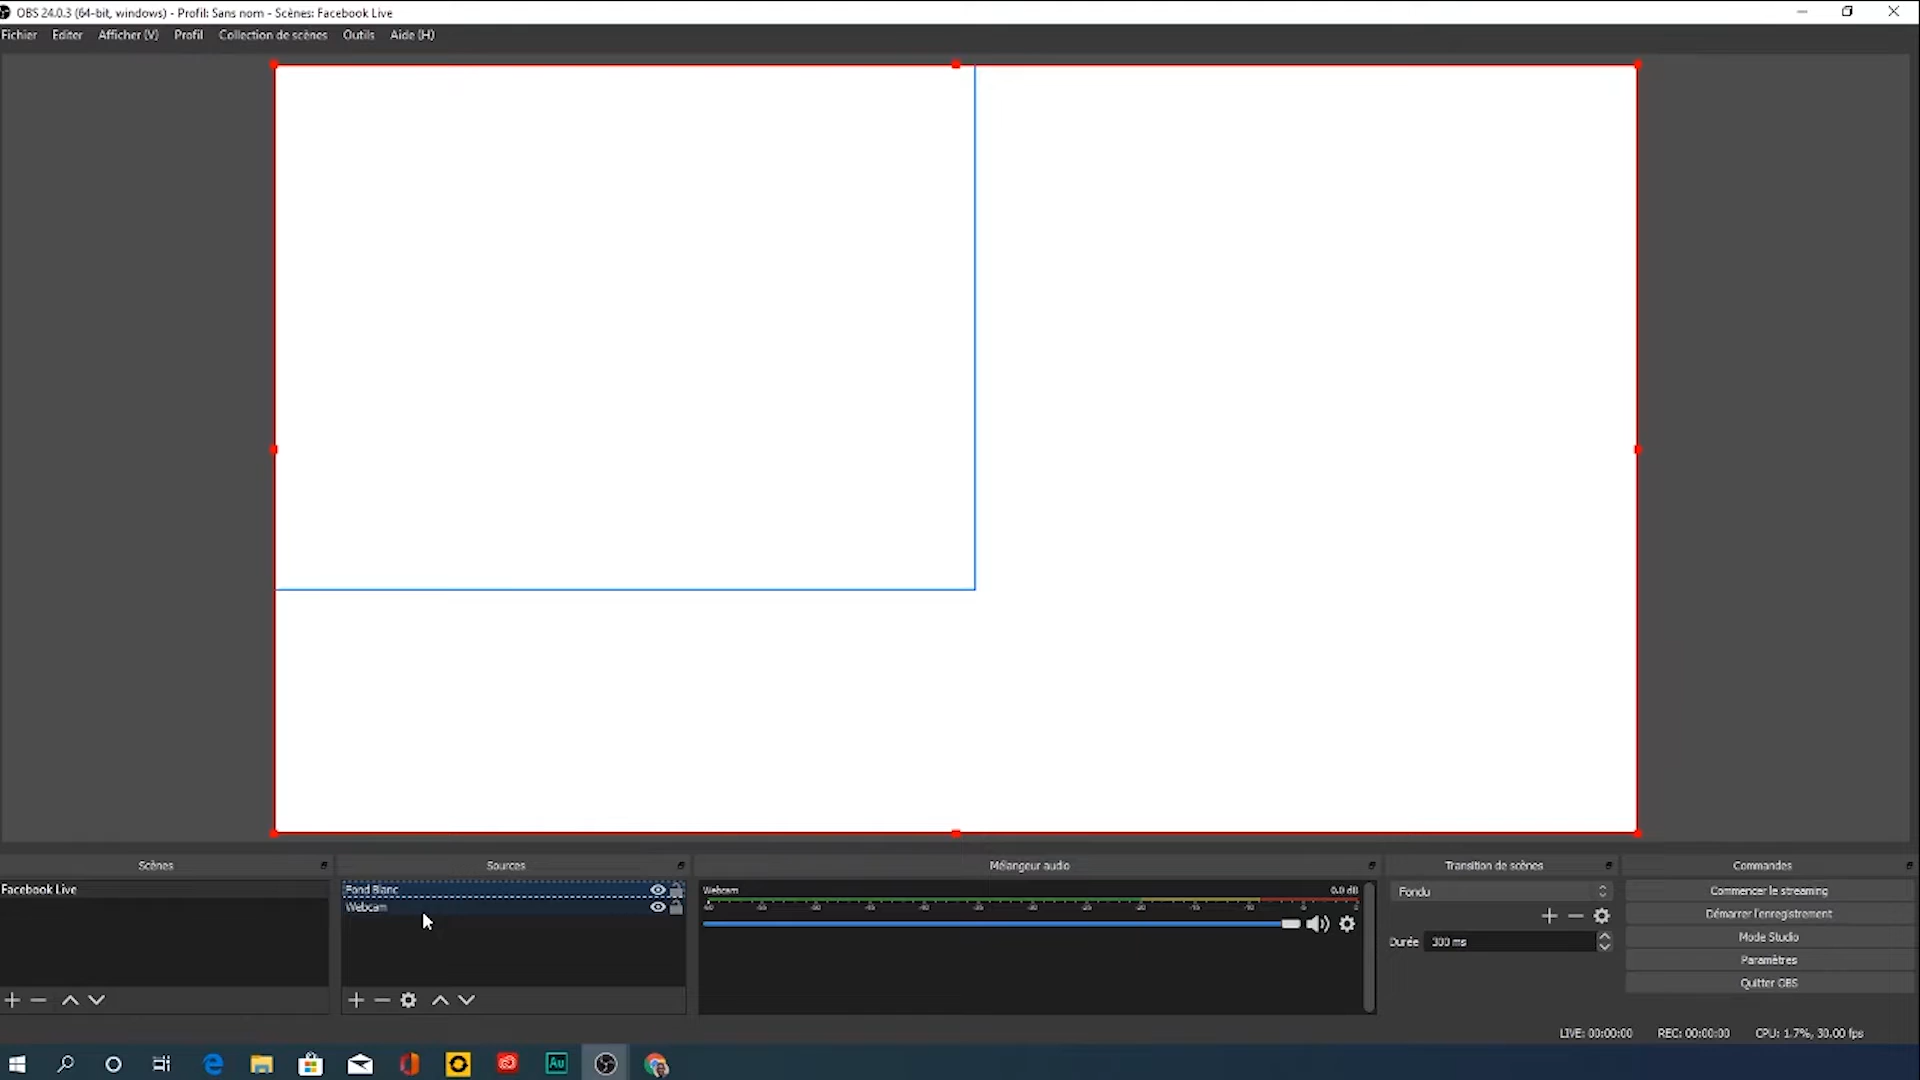 OBS 24.0.3 (64-bit, windows) - Profil: Sans nom - Scènes: Facebook Live
Fichier Editer Afficher (V) Profil Collection de scènes Outils Aide (H)
Scènes
Facebook Live
Sources
Fond Blanc
Webcam
Mélangeur audio
Webcam 0.0 dB
Transition de scènes
Fondu
Durée 300 ms
Commandes
Commencer le streaming
Démarrer l'enregistrement
Mode Studio
Paramètres
Quitter OBS
LIVE: 00:00:00 REC: 00:00:00 CPU: 1.7%, 30.00 fps
Au